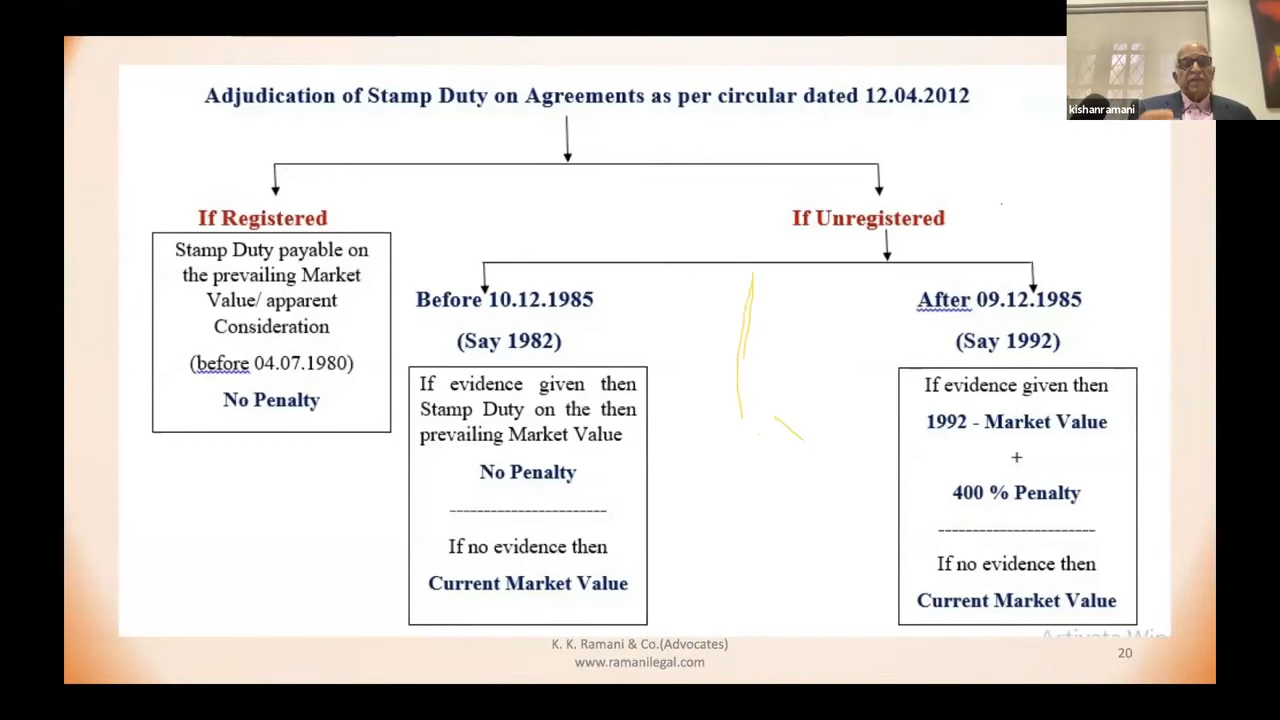 kishanramani
Adjudication of Stamp Duty on Agreements as per circular dated 12.04.2012
If Registered
Stamp Duty payable on
the prevailing Market
Value/ apparent
Consideration
(before 04.07.1980)
No Penalty
If Unregistered
Before 10.12.1985
(Say 1982)
If evidence given then
Stamp Duty on the then
prevailing Market Value
No Penalty
-----------------------
If no evidence then
Current Market Value
After 09.12.1985
(Say 1992)
If evidence given then
1992 - Market Value
+
400 % Penalty
-----------------------
If no evidence then
Current Market Value
K. K. Ramani & Co.(Advocates)
www.ramanilegal.com
20